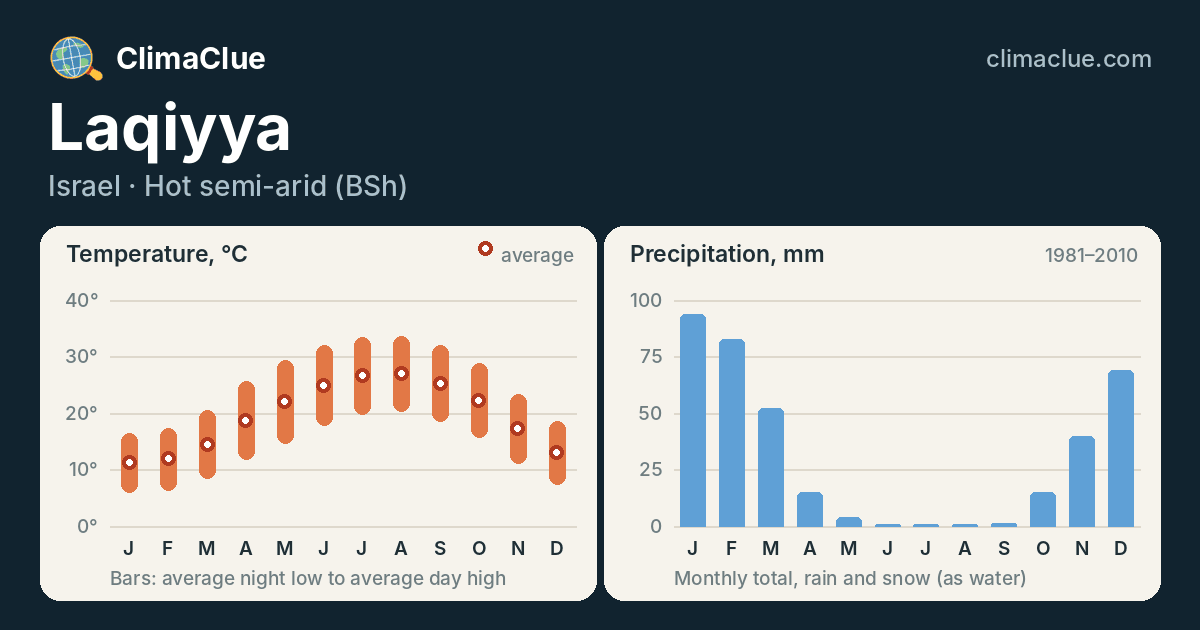 ClimaClue
climaclue.com
Laqiyya
Israel · Hot semi-arid (BSh)
Temperature, °C
average
40°
30°
20°
10°
0°
J F M A M J J A S O N D
Bars: average night low to average day high
Precipitation, mm
1981–2010
100
75
50
25
0
J F M A M J J A S O N D
Monthly total, rain and snow (as water)